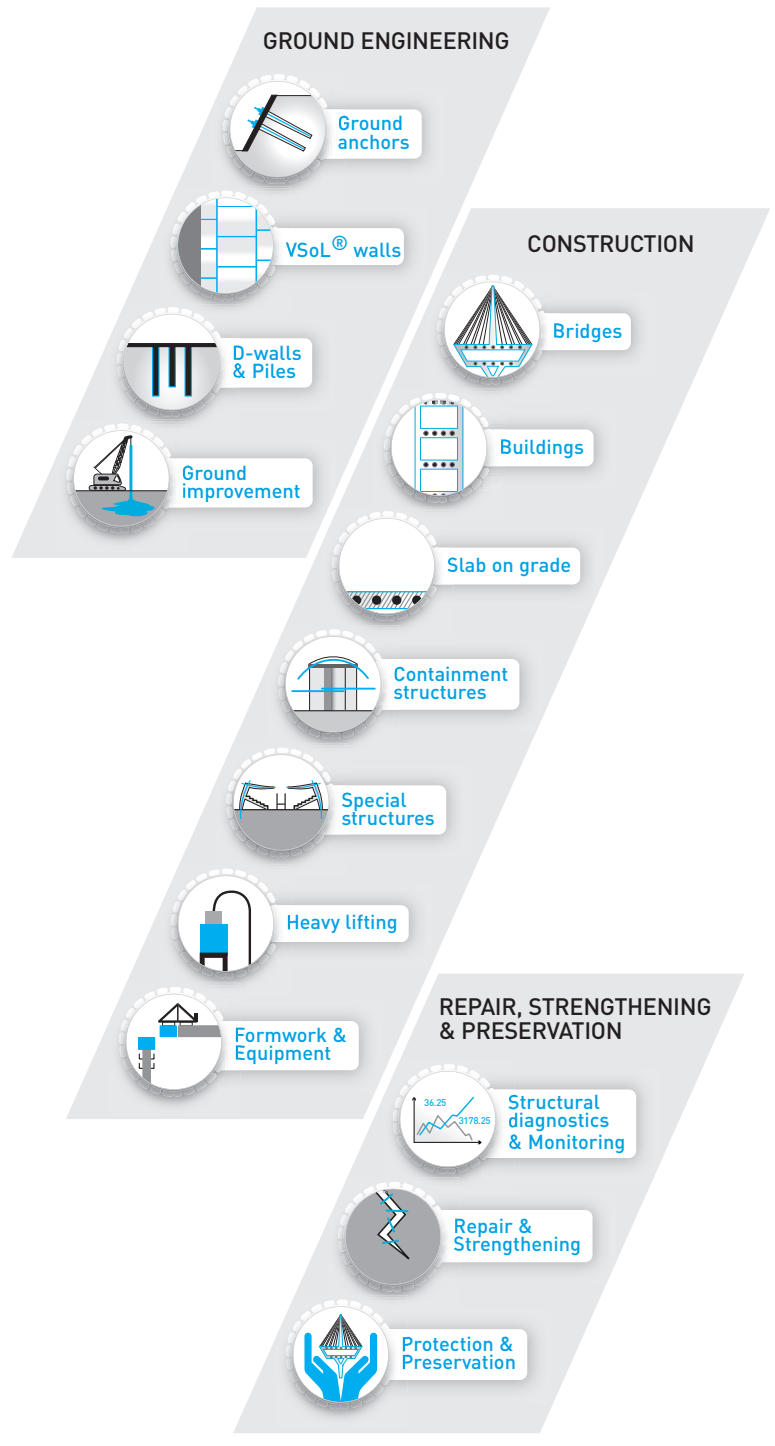 GROUND ENGINEERING
Ground
anchors
VSoL® walls
D-walls
& Piles
Ground
improvement
CONSTRUCTION
Bridges
Buildings
Slab on grade
Containment
structures
Special
structures
Heavy lifting
Formwork &
Equipment
REPAIR, STRENGTHENING
& PRESERVATION
36.25
3178.25
Structural
diagnostics
& Monitoring
Repair &
Strengthening
Protection &
Preservation